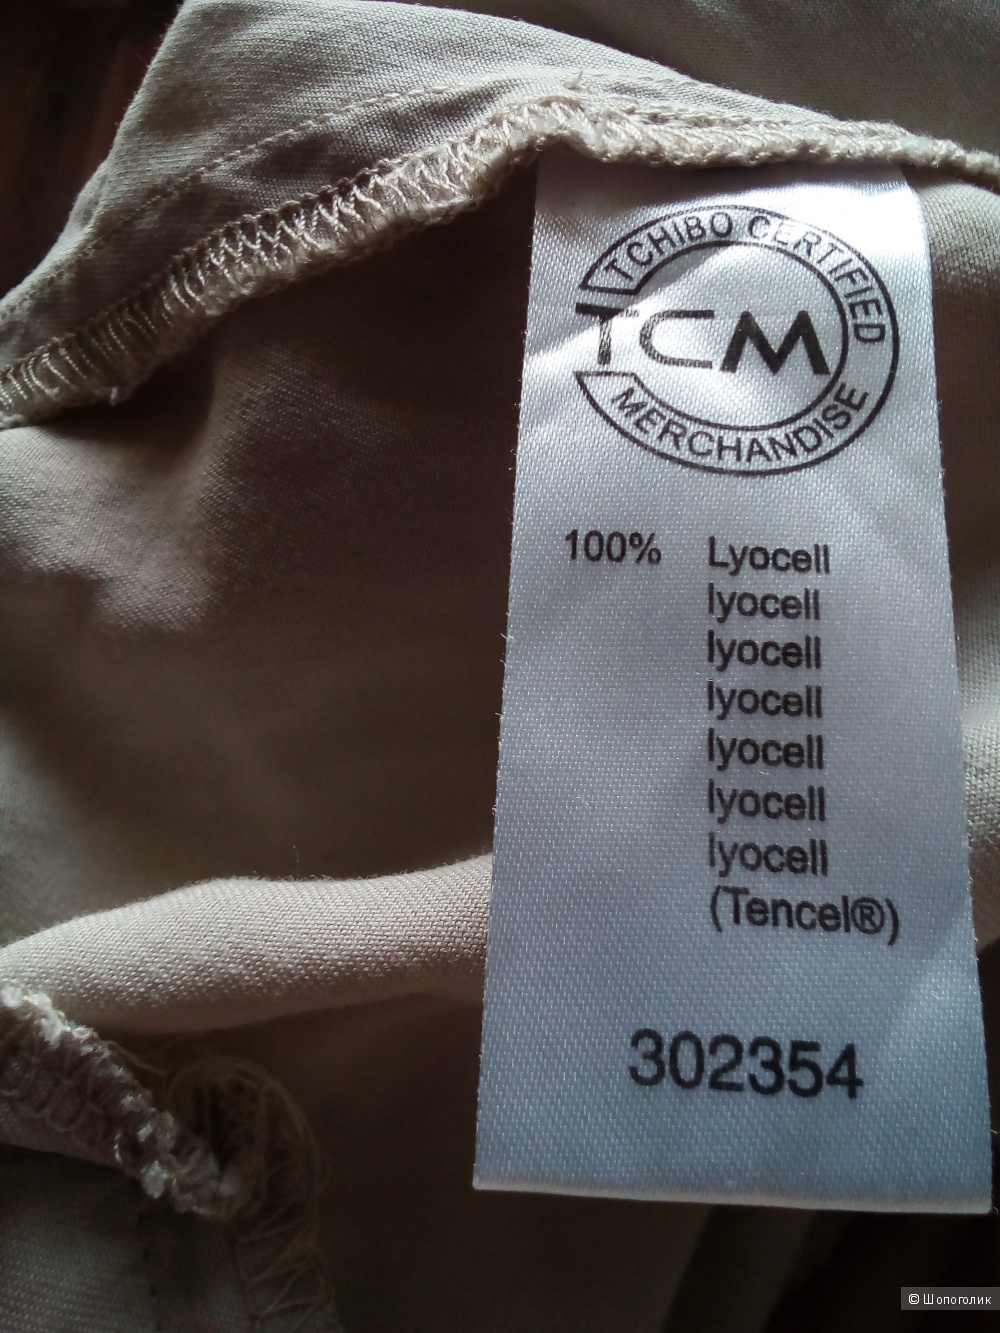 TCHIBO CERTIFIED
TCM
MERCHANDISE
100% Lyocell
lyocell
lyocell
lyocell
lyocell
lyocell
lyocell
(Tencel®)
302354
© Шопоголик